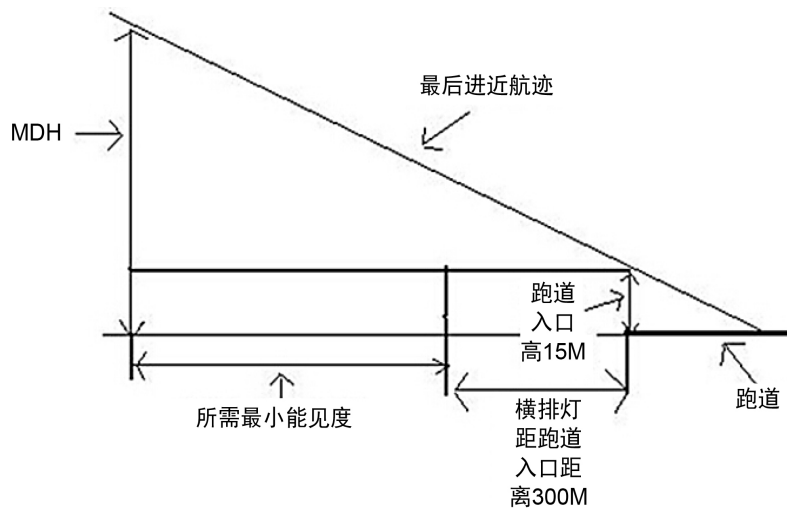 最后进近航迹
MDH
跑道
入口
高15M
所需最小能见度
横排灯
距跑道
入口距
离300M
跑道